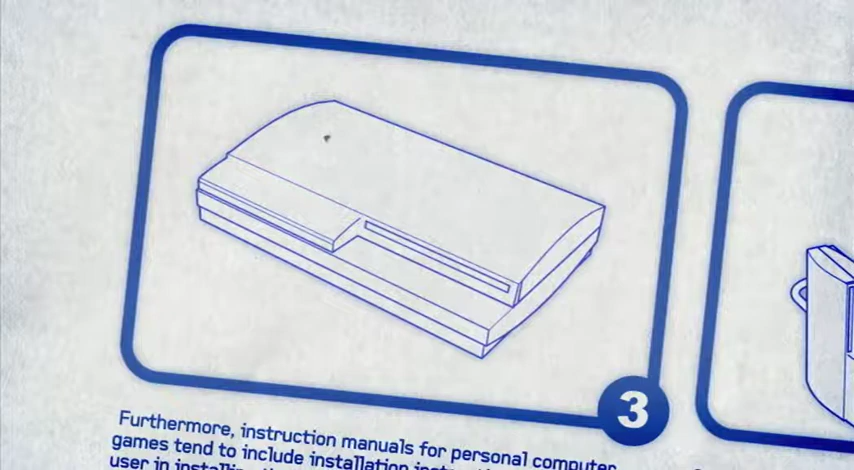 3
Furthermore, instruction manuals for personal computer
games tend to include installation
user in